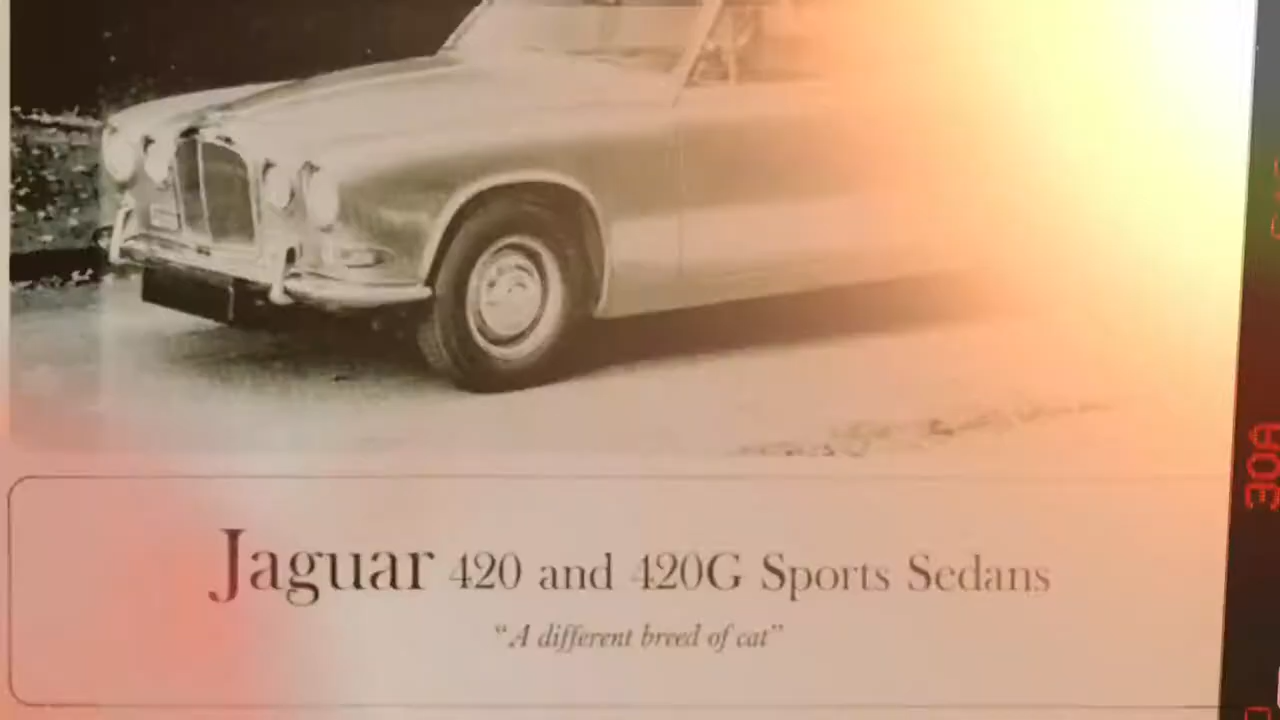 Jaguar 420 and 420G Sports Sedans
“A different breed of cat”